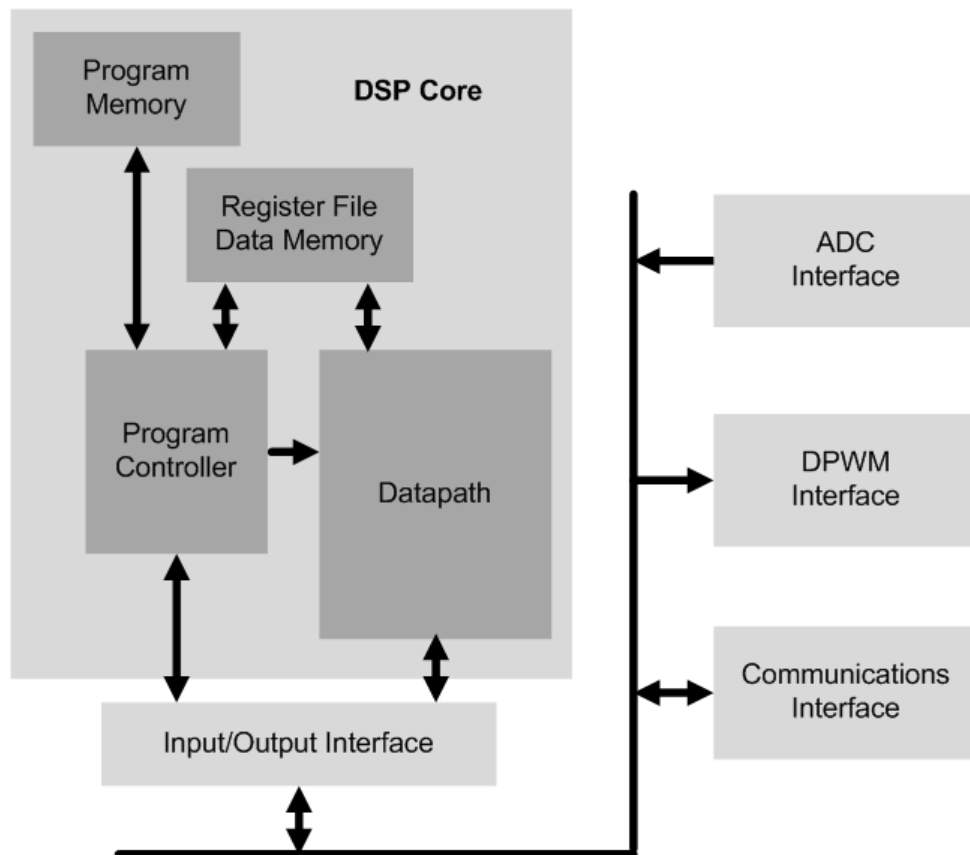 Program
Memory
DSP Core
Register File
Data Memory
Program
Controller
Datapath
Input/Output Interface
ADC
Interface
DPWM
Interface
Communications
Interface